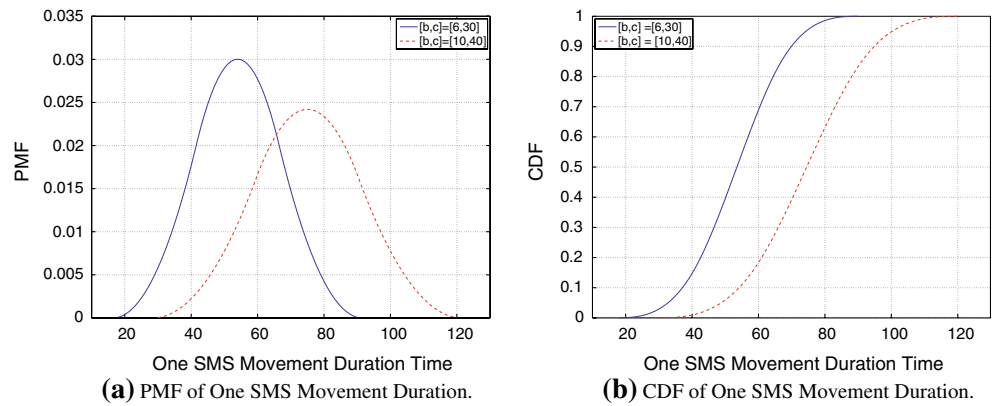 0.035
0.03
0.025
0.02
0.015
0.01
0.005
0
PMF
[b,c]=[6,30]
[b,c]=[10,40]
20 40 60 80 100 120
One SMS Movement Duration Time
(a) PMF of One SMS Movement Duration.
1
0.9
0.8
0.7
0.6
0.5
0.4
0.3
0.2
0.1
0
CDF
[b,c] =[6,30]
[b,c] = [10,40]
20 40 60 80 100 120
One SMS Movement Duration Time
(b) CDF of One SMS Movement Duration.